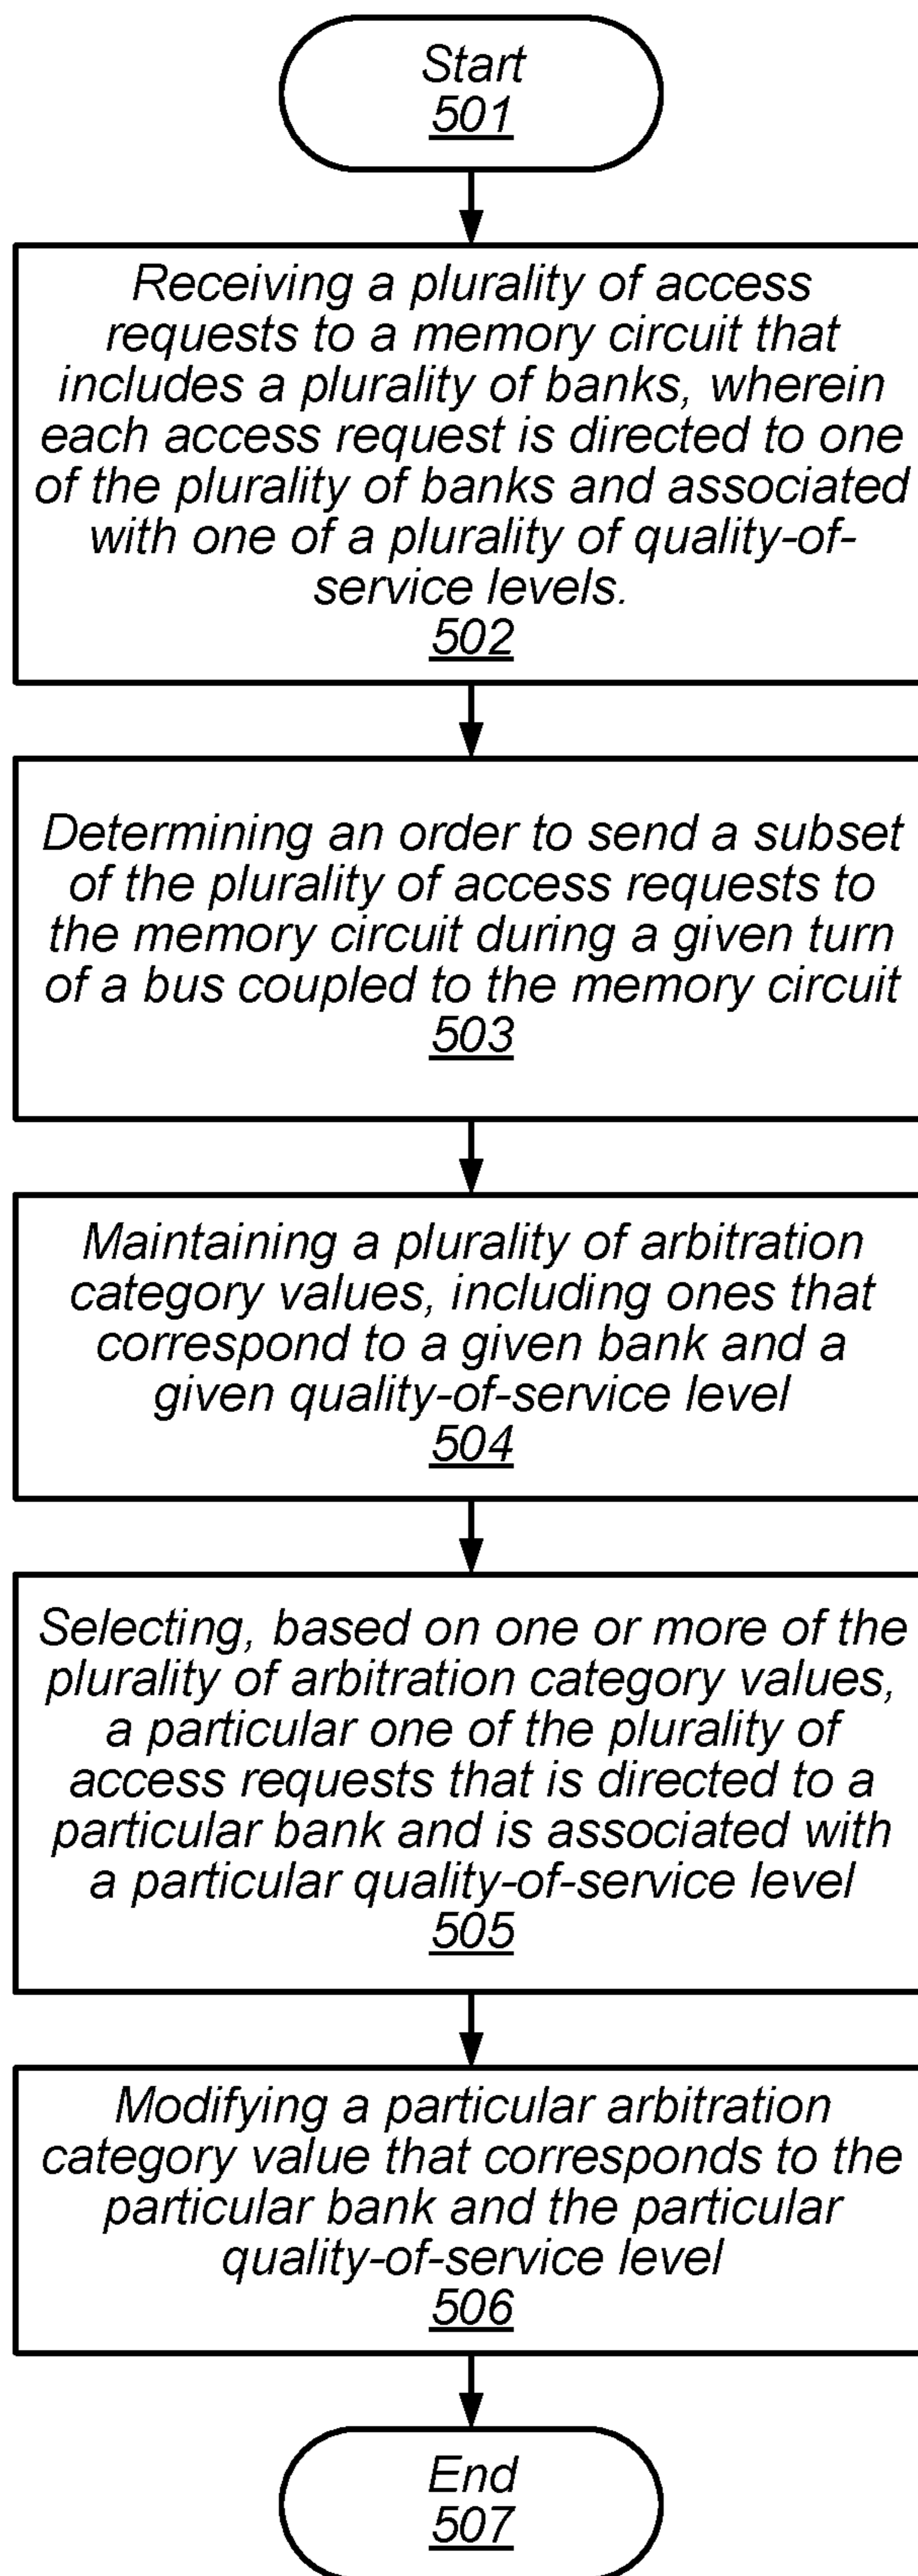 Start
501
Receiving a plurality of access
requests to a memory circuit that
includes a plurality of banks, wherein
each access request is directed to one
of the plurality of banks and associated
with one of a plurality of quality-of-
service levels.
502
Determining an order to send a subset
of the plurality of access requests to
the memory circuit during a given turn
of a bus coupled to the memory circuit
503
Maintaining a plurality of arbitration
category values, including ones that
correspond to a given bank and a
given quality-of-service level
504
Selecting, based on one or more of the
plurality of arbitration category values,
a particular one of the plurality of
access requests that is directed to a
particular bank and is associated with
a particular quality-of-service level
505
Modifying a particular arbitration
category value that corresponds to the
particular bank and the particular
quality-of-service level
506
End
507